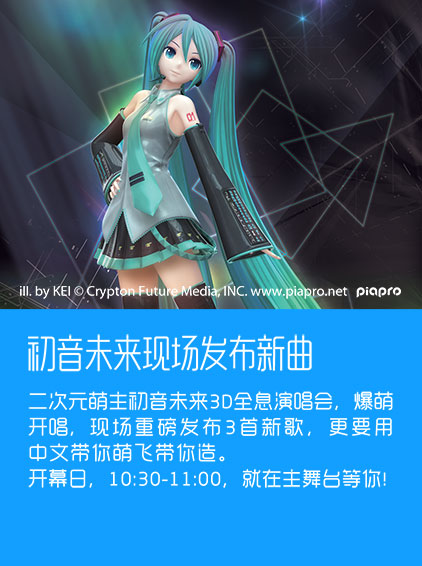 01
ill. by KEI © Crypton Future Media, INC. www.piapro.net piapro
初音未来现场发布新曲
二次元萌主初音未来3D全息演唱会，爆萌
开唱，现场重磅发布3首新歌，更要用
中文带你萌飞带你造。
开幕日，10:30-11:00，就在主舞台等你!